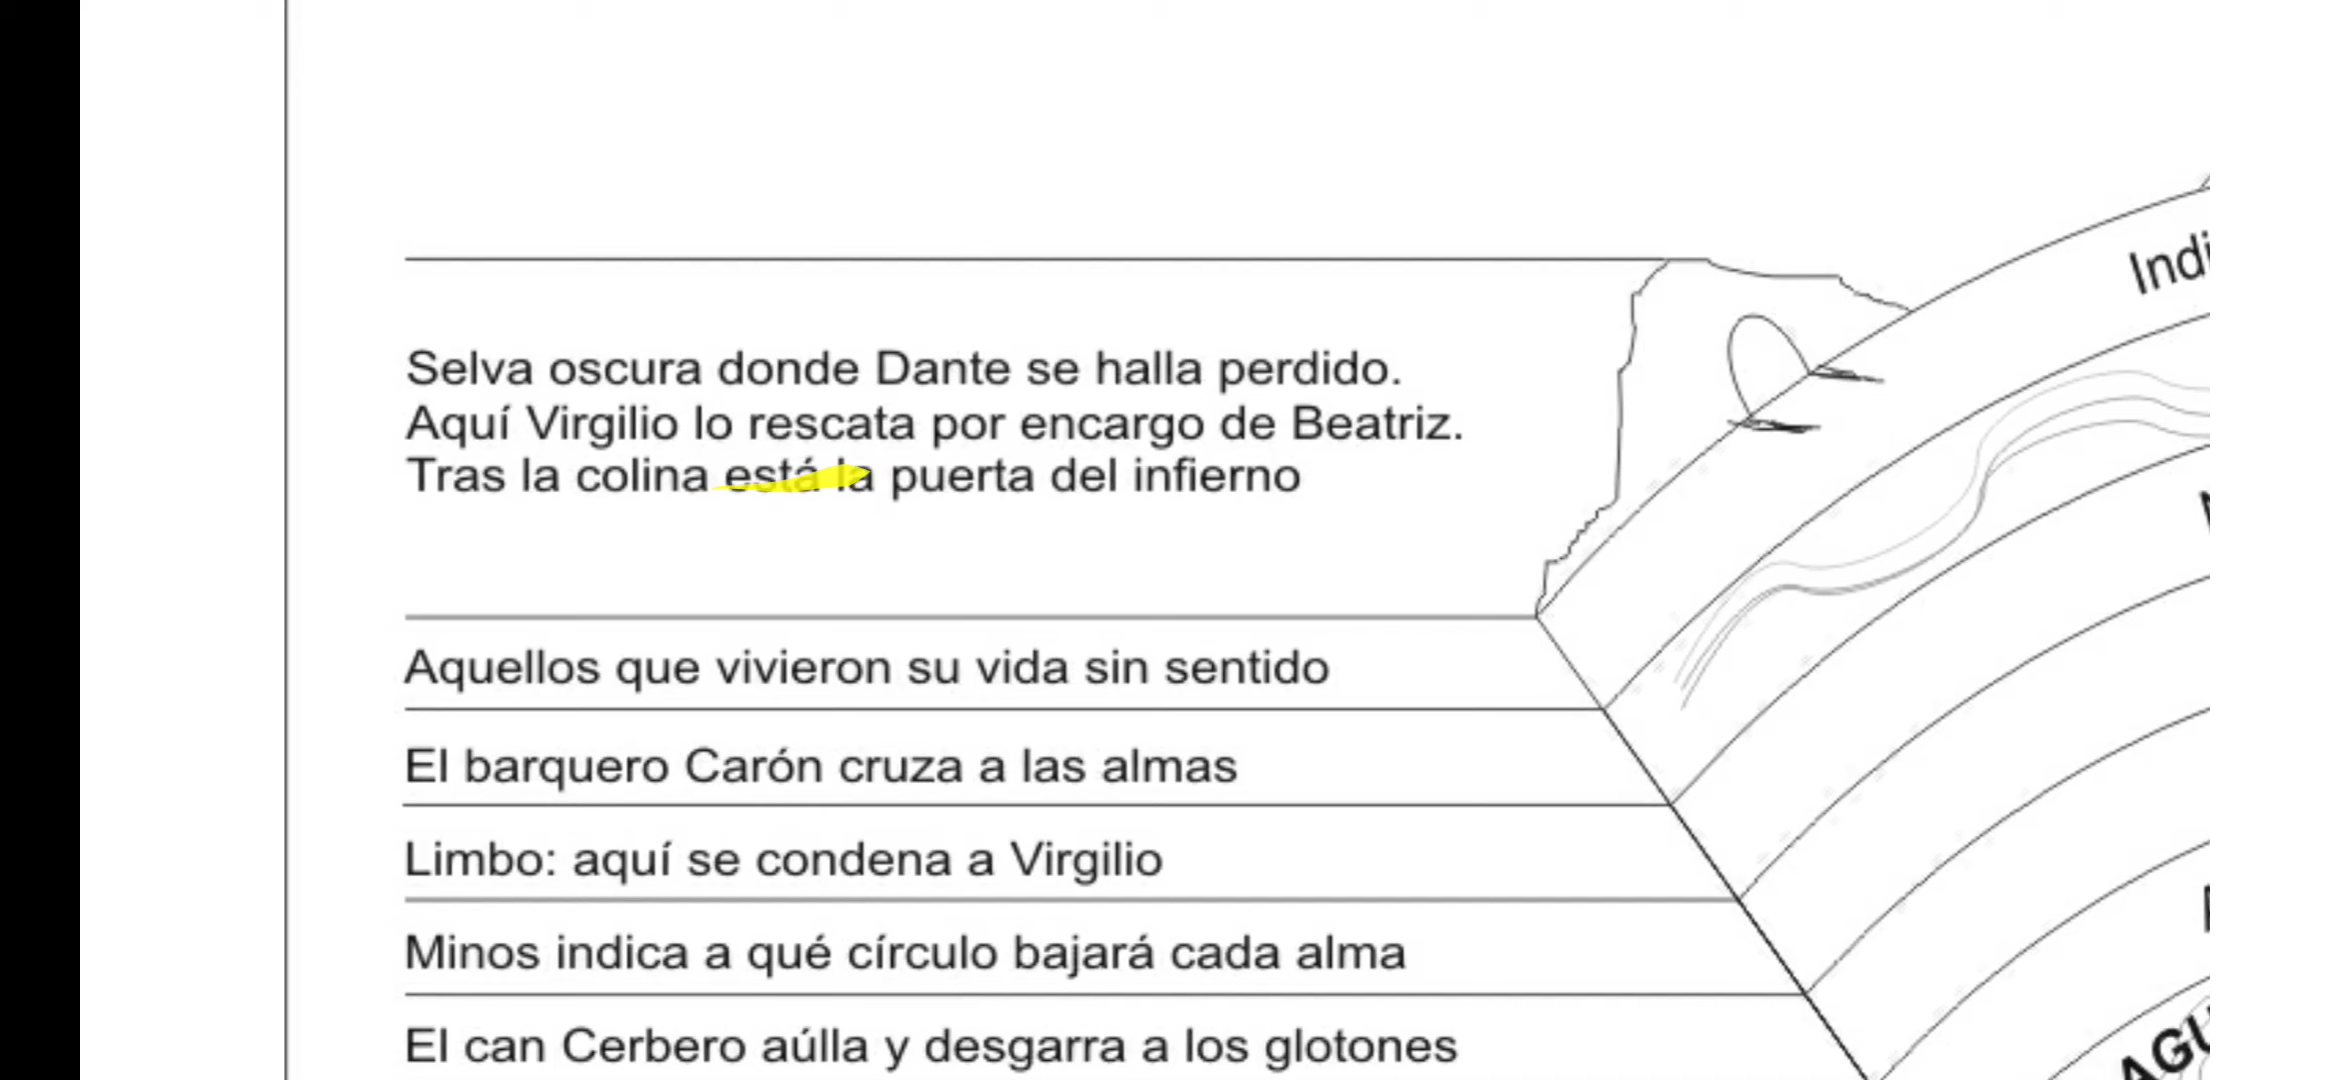 Selva oscura donde Dante se halla perdido.
Aquí Virgilio lo rescata por encargo de Beatriz.
Tras la colina está la puerta del infierno
Aquellos que vivieron su vida sin sentido
El barquero Carón cruza a las almas
Limbo: aquí se condena a Virgilio
Minos indica a qué círculo bajará cada alma
El can Cerbero aúlla y desgarra a los glotones